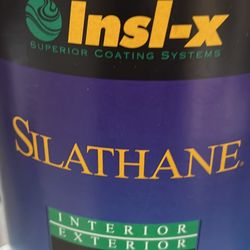 Insl-x
SUPERIOR COATING SYSTEMS
SILATHANE®
INTERIOR
EXTERIOR